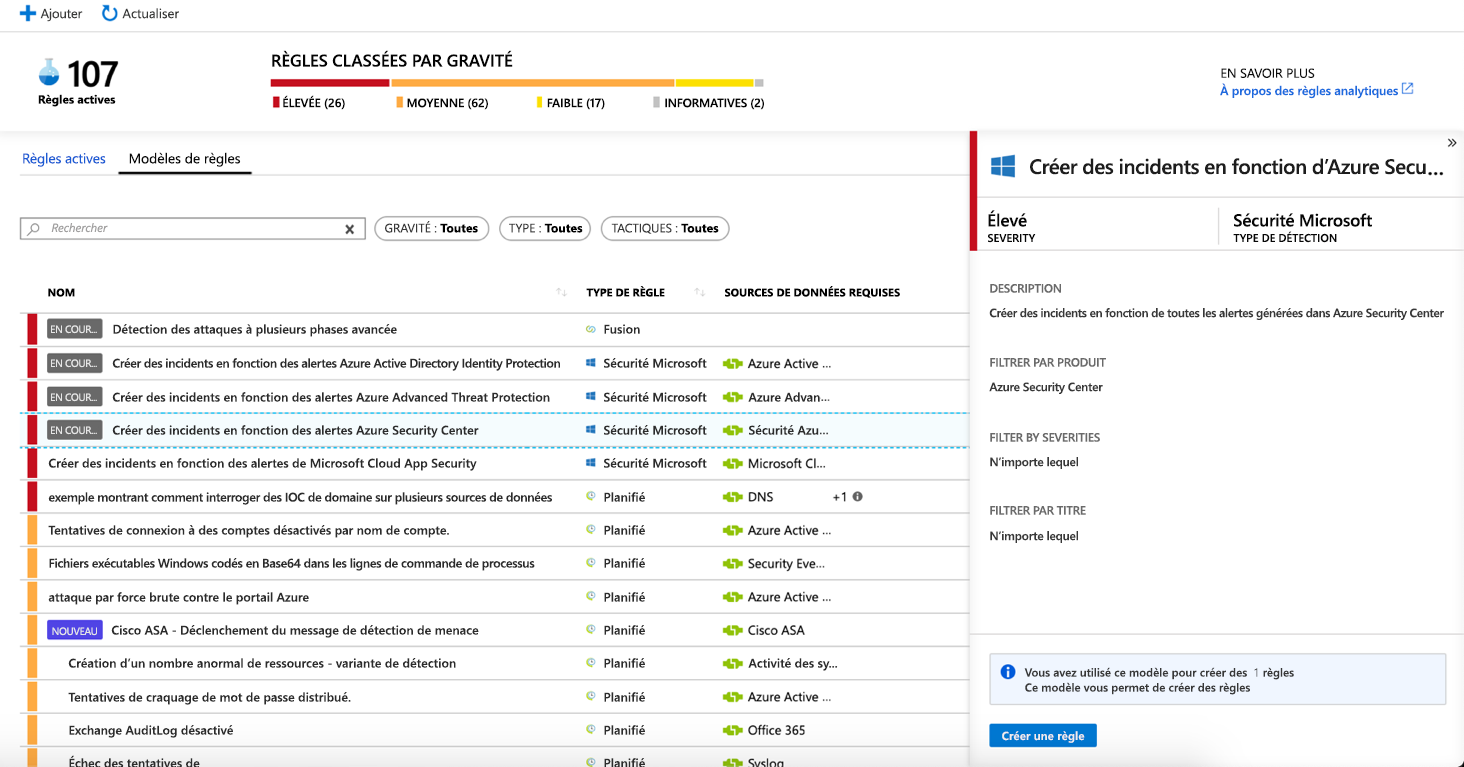 Ajouter Actualiser
107
Règles actives
RÈGLES CLASSÉES PAR GRAVITÉ
ÉLEVÉE (26) MOYENNE (62) FAIBLE (17) INFORMATIVES (2)
EN SAVOIR PLUS
À propos des règles analytiques
Règles actives Modèles de règles
Rechercher
GRAVITÉ : Toutes TYPE : Toutes TACTIQUES : Toutes
NOM TYPE DE RÈGLE SOURCES DE DONNÉES REQUISES
EN COUR... Détection des attaques à plusieurs phases avancée Fusion
EN COUR... Créer des incidents en fonction des alertes Azure Active Directory Identity Protection Sécurité Microsoft Azure Active ...
EN COUR... Créer des incidents en fonction des alertes Azure Advanced Threat Protection Sécurité Microsoft Azure Advan...
EN COUR... Créer des incidents en fonction des alertes Azure Security Center Sécurité Microsoft Sécurité Azu...
Créer des incidents en fonction des alertes de Microsoft Cloud App Security Sécurité Microsoft Microsoft Cl...
exemple montrant comment interroger des IOC de domaine sur plusieurs sources de données Planifié DNS +1
Tentatives de connexion à des comptes désactivés par nom de compte. Planifié Azure Active ...
Fichiers exécutables Windows codés en Base64 dans les lignes de commande de processus Planifié Security Eve...
attaque par force brute contre le portail Azure Planifié Azure Active ...
NOUVEAU Cisco ASA - Déclenchement du message de détection de menace Planifié Cisco ASA
Création d'un nombre anormal de ressources - variante de détection Planifié Activité des sy...
Tentatives de craquage de mot de passe distribué. Planifié Azure Active ...
Exchange AuditLog désactivé Planifié Office 365
Échec des tentatives de Planifié Syslog
Créer des incidents en fonction d'Azure Secu...
Élevé
SEVERITY
Sécurité Microsoft
TYPE DE DÉTECTION
DESCRIPTION
Créer des incidents en fonction de toutes les alertes générées dans Azure Security Center
FILTRER PAR PRODUIT
Azure Security Center
FILTER BY SEVERITIES
N'importe lequel
FILTRER PAR TITRE
N'importe lequel
Vous avez utilisé ce modèle pour créer des 1 règles
Ce modèle vous permet de créer des règles
Créer une règle